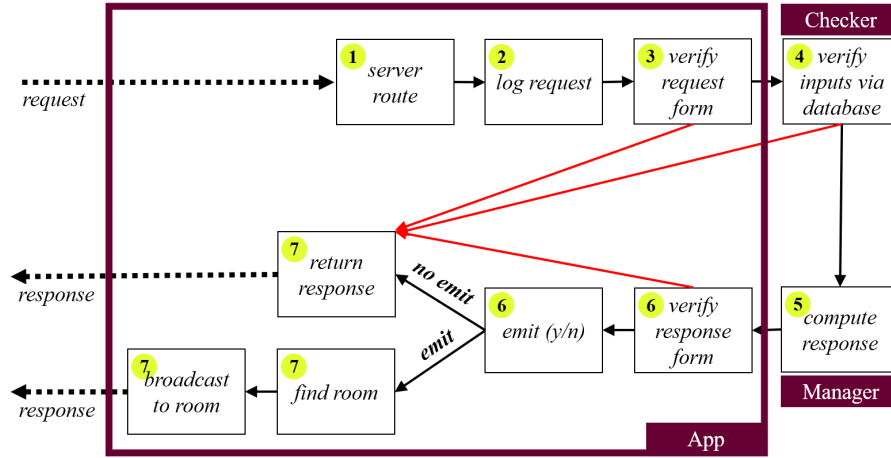 Checker
1
server
route
2
log request
3
verify
request
form
4
verify
inputs via
database
request
7
return
response
response
no emit
emit
6
emit (y/n)
6
verify
response
form
5
compute
response
Manager
7
broadcast
to room
7
find room
response
App